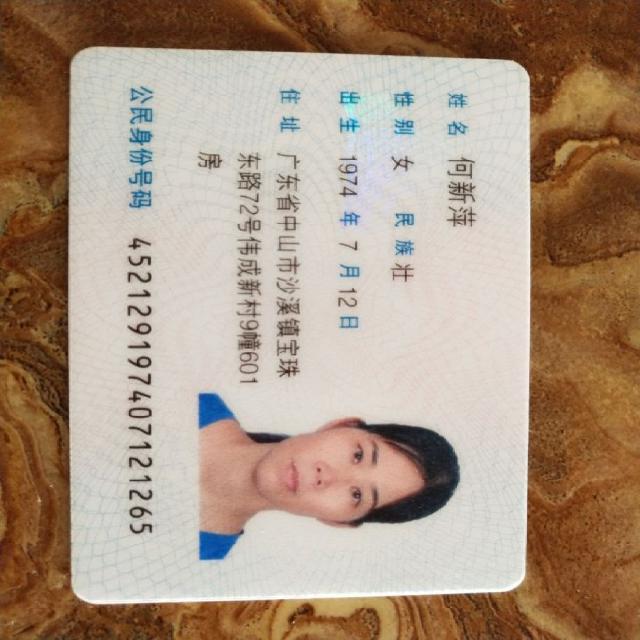 姓名 何新萍
性别 女 民族 壮
出生 1974 年 7 月 12 日
住址 广东省中山市沙溪镇宝珠
东路72号伟成新村9幢601
房
公民身份号码 452129197407121265